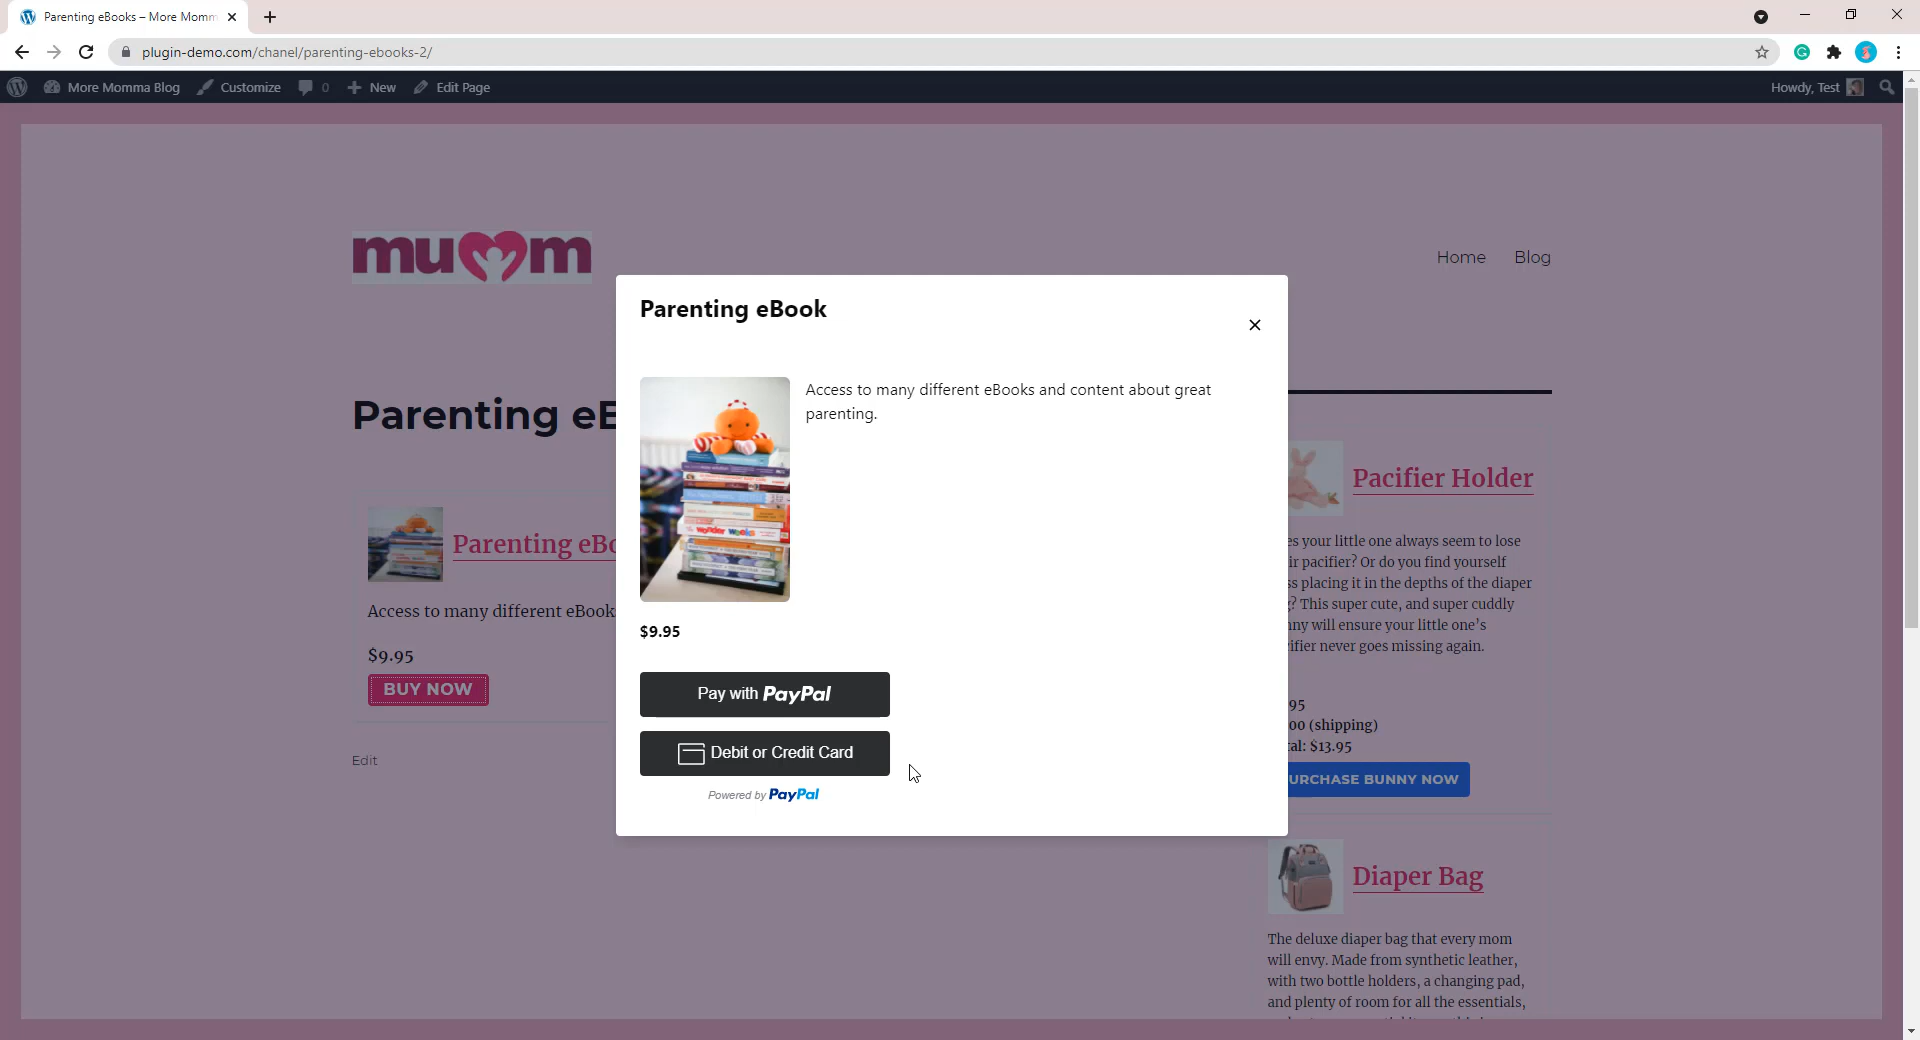 Parenting eBooks – More Momm
plugin-demo.com/chanel/parenting-ebooks-2/
More Momma Blog Customize 0 New Edit Page Howdy, Test
mumm
Home Blog
Parenting eBook
Access to many different eBooks and content about great
parenting.
$9.95
Pay with PayPal
Debit or Credit Card
Powered by PayPal
Parenting eB
Parenting eBo
Access to many different eBook
$9.95
BUY NOW
Edit
Pacifier Holder
es your little one always seem to lose
ir pacifier? Or do you find yourself
ss placing it in the depths of the diaper
? This super cute, and super cuddly
nny will ensure your little one's
ifier never goes missing again.
95
00 (shipping)
tal: $13.95
URCHASE BUNNY NOW
Diaper Bag
The deluxe diaper bag that every mom
will envy. Made from synthetic leather,
with two bottle holders, a changing pad,
and plenty of room for all the essentials,